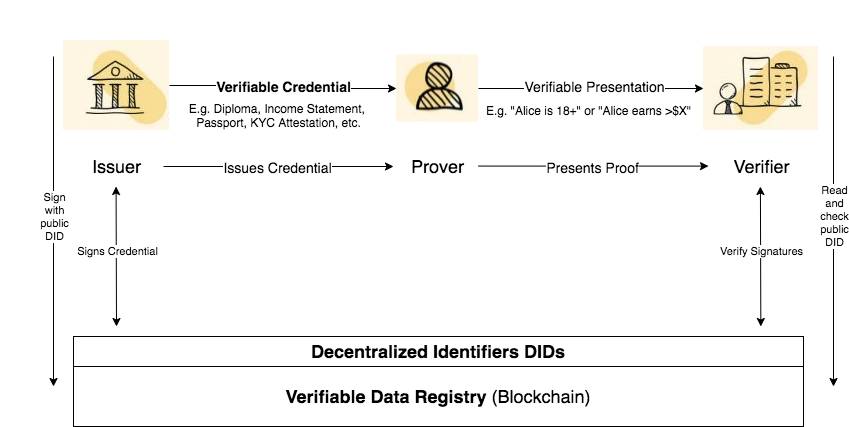 Verifiable Credential
Verifiable Presentation
E.g. Diploma, Income Statement,
Passport, KYC Attestation, etc.
E.g. "Alice is 18+" or "Alice earns >$X"
Issuer
Issues Credential
Prover
Presents Proof
Verifier
Sign
with
public
DID
Signs Credential
Verify Signatures
Read
and
check
public
DID
Decentralized Identifiers DIDs
Verifiable Data Registry (Blockchain)